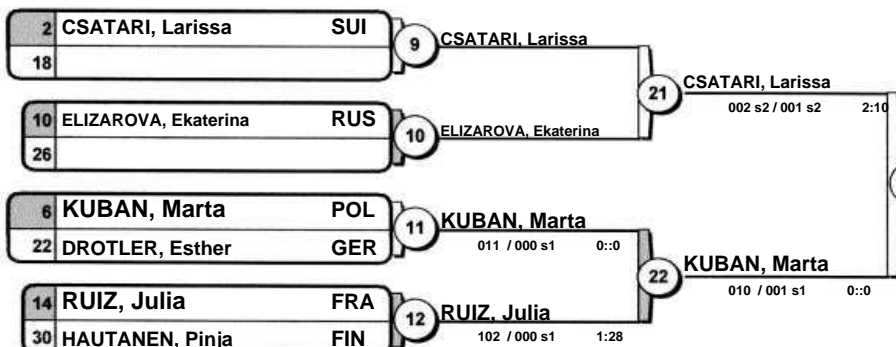 2 CSATARI, Larissa SUI
18
9 CSATARI, Larissa
10 ELIZAROVA, Ekaterina RUS
26
10 ELIZAROVA, Ekaterina
21 CSATARI, Larissa
002 s2 / 001 s2 2:10
6 KUBAN, Marta POL
22 DROTLER, Esther GER
11 KUBAN, Marta
011 / 000 s1 0::0
14 RUIZ, Julia FRA
30 HAUTANEN, Pinja FIN
12 RUIZ, Julia
102 / 000 s1 1:28
22 KUBAN, Marta
010 / 001 s1 0::0